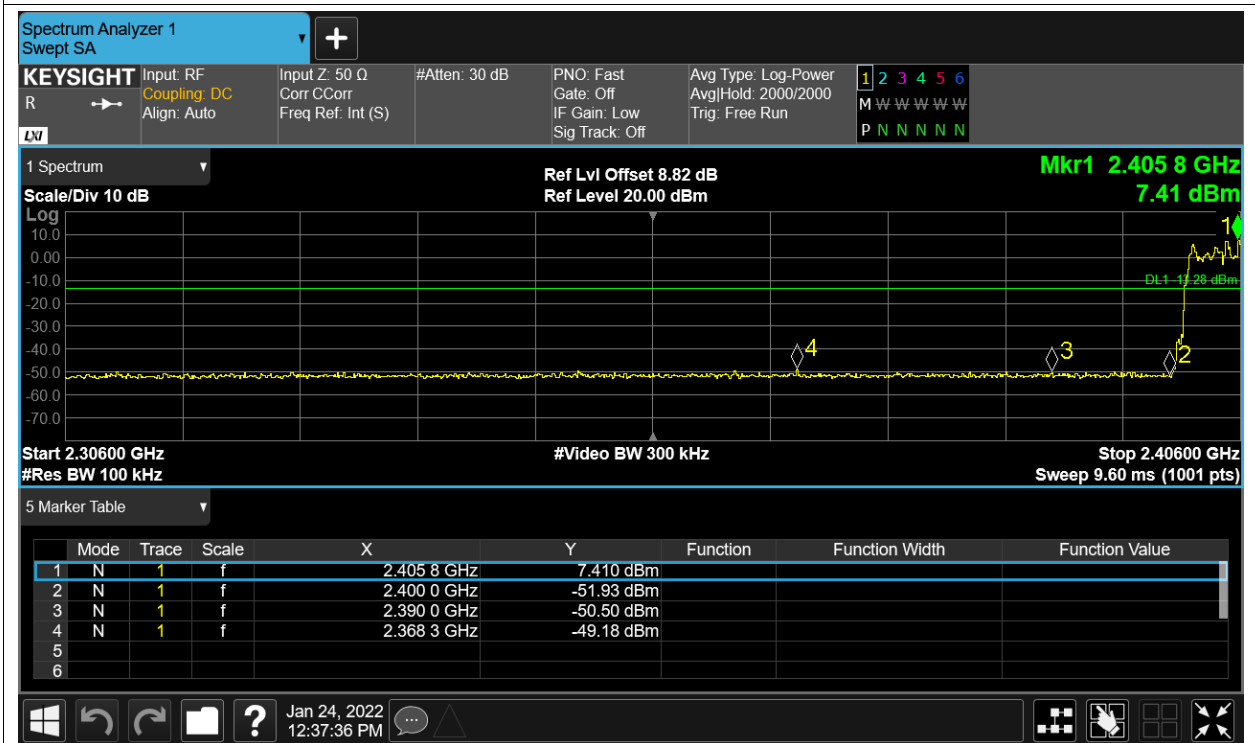 Spectrum Analyzer 1
Swept SA
KEYSIGHT
R
LXI
Input: RF
Coupling: DC
Align: Auto
Input Z: 50 Ω
Corr CCorr
Freq Ref: Int (S)
#Atten: 30 dB
PNO: Fast
Gate: Off
IF Gain: Low
Sig Track: Off
Avg Type: Log-Power
Avg|Hold: 2000/2000
Trig: Free Run
1 2 3 4 5 6
M W W W W W
P N N N N N
1 Spectrum
Scale/Div 10 dB
Ref Lvl Offset 8.82 dB
Ref Level 20.00 dBm
Mkr1 2.405 8 GHz
7.41 dBm
Log
10.0
0.00
-10.0
-20.0
-30.0
-40.0
-50.0
-60.0
-70.0
1
4
3
2
Start 2.30600 GHz
#Res BW 100 kHz
#Video BW 300 kHz
Stop 2.40600 GHz
Sweep 9.60 ms (1001 pts)
5 Marker Table
Mode Trace Scale X Y Function Function Width Function Value
1 N 1 f 2.405 8 GHz 7.410 dBm
2 N 1 f 2.400 0 GHz -51.93 dBm
3 N 1 f 2.390 0 GHz -50.50 dBm
4 N 1 f 2.368 3 GHz -49.18 dBm
5
6
?
Jan 24, 2022
12:37:36 PM